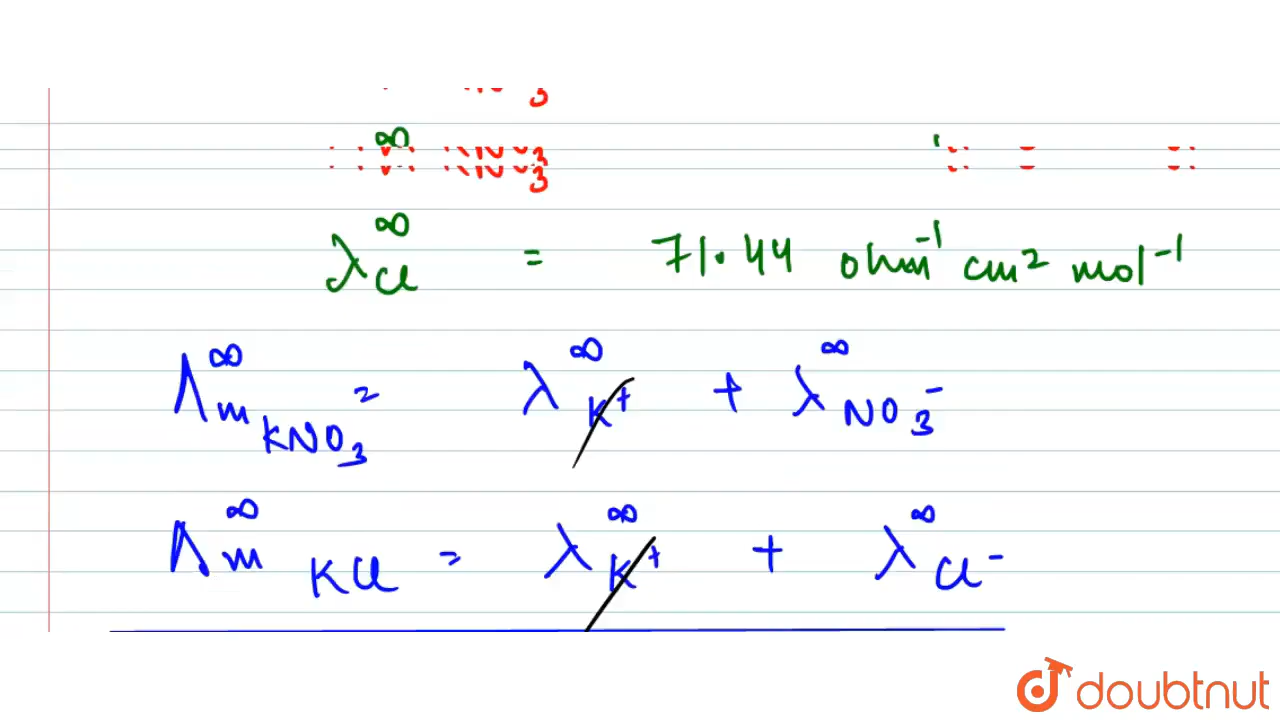 λ∞Cl = 71.44 ohm⁻¹ cm² mol⁻¹
Λ∞m KNO₃ = λ∞K⁺ + λ∞NO₃⁻
Λ∞m KCl = λ∞K⁺ + λ∞Cl⁻
doubtnut